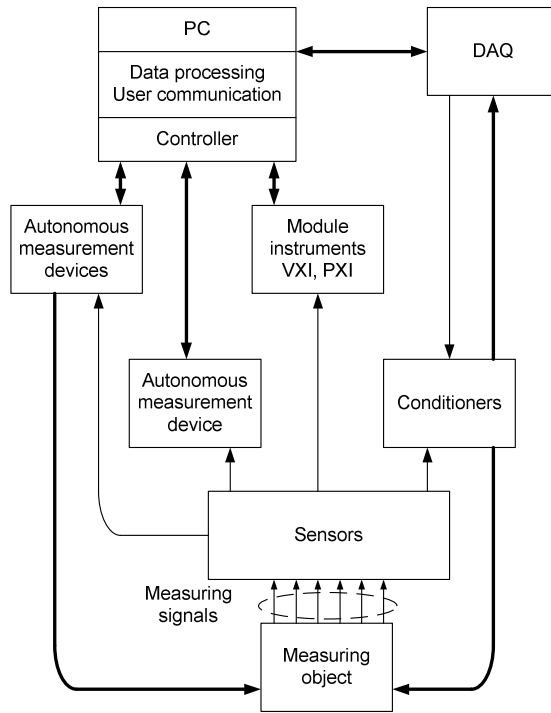 PC
DAQ
Data processing
User communication
Controller
Autonomous
measurement
devices
Module
instruments
VXI, PXI
Autonomous
measurement
device
Conditioners
Sensors
Measuring
signals
Measuring
object